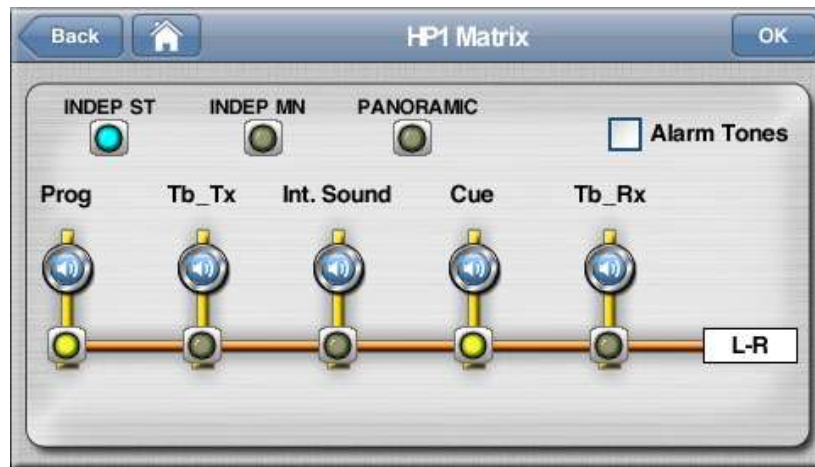 Back
HP1 Matrix
OK
INDEP ST
INDEP MN
PANORAMIC
Alarm Tones
Prog
Tb_Tx
Int. Sound
Cue
Tb_Rx
L-R